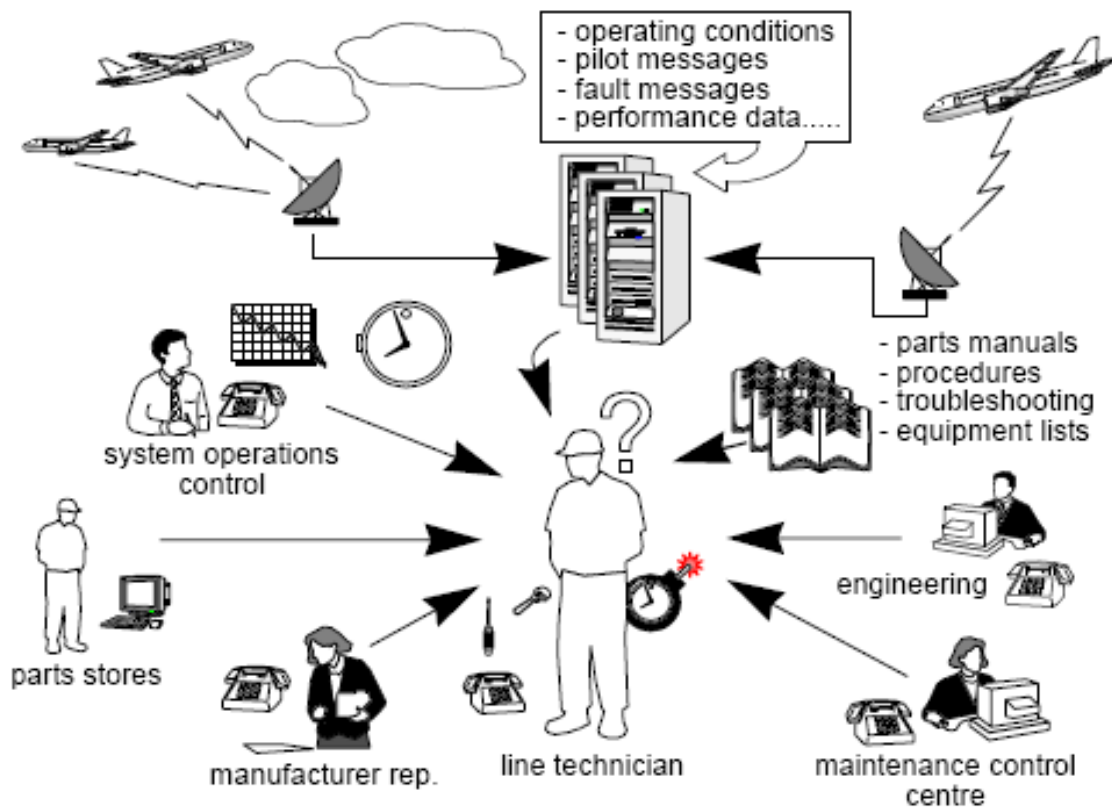 - operating conditions
- pilot messages
- fault messages
- performance data.....
- parts manuals
- procedures
- troubleshooting
- equipment lists
system operations
control
engineering
parts stores
manufacturer rep.
line technician
maintenance control
centre
?